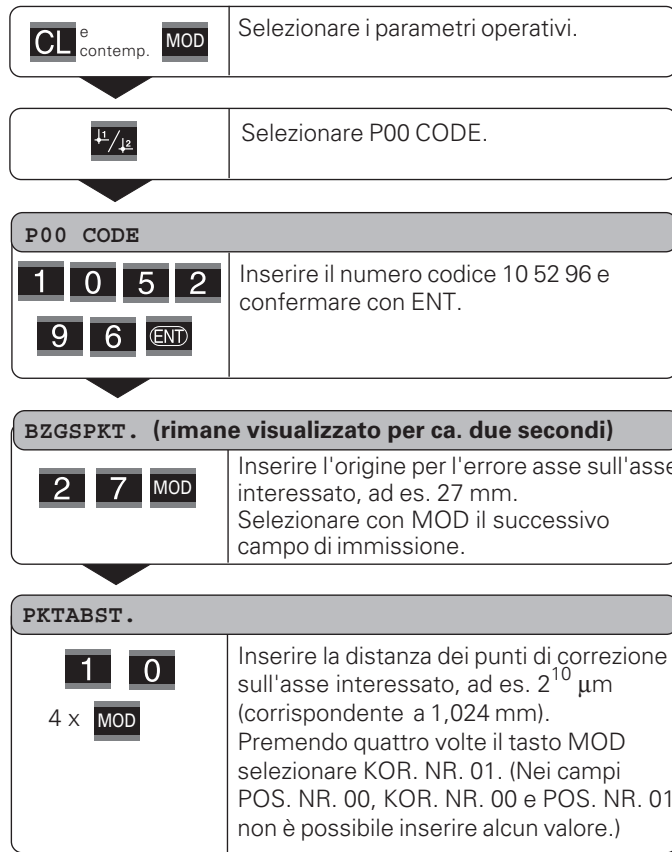 CL e contemp. MOD
Selezionare i parametri operativi.
1/2
Selezionare P00 CODE.
P00 CODE
1 0 5 2
9 6 ENT
Inserire il numero codice 10 52 96 e
confermare con ENT.
BZGSPKT. (rimane visualizzato per ca. due secondi)
2 7 MOD
Inserire l'origine per l'errore asse sull'asse
interessato, ad es. 27 mm.
Selezionare con MOD il successivo
campo di immissione.
PKTABST.
1 0
4 x MOD
Inserire la distanza dei punti di correzione
sull'asse interessato, ad es. 2¹⁰ µm
(corrispondente a 1,024 mm).
Premendo quattro volte il tasto MOD
selezionare KOR. NR. 01. (Nei campi
POS. NR. 00, KOR. NR. 00 e POS. NR. 01
non è possibile inserire alcun valore.)